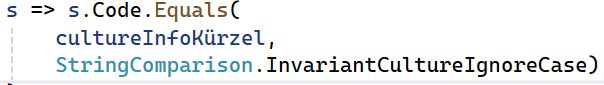 s => s.Code.Equals(
cultureInfoKürzel,
StringComparison.InvariantCultureIgnoreCase)